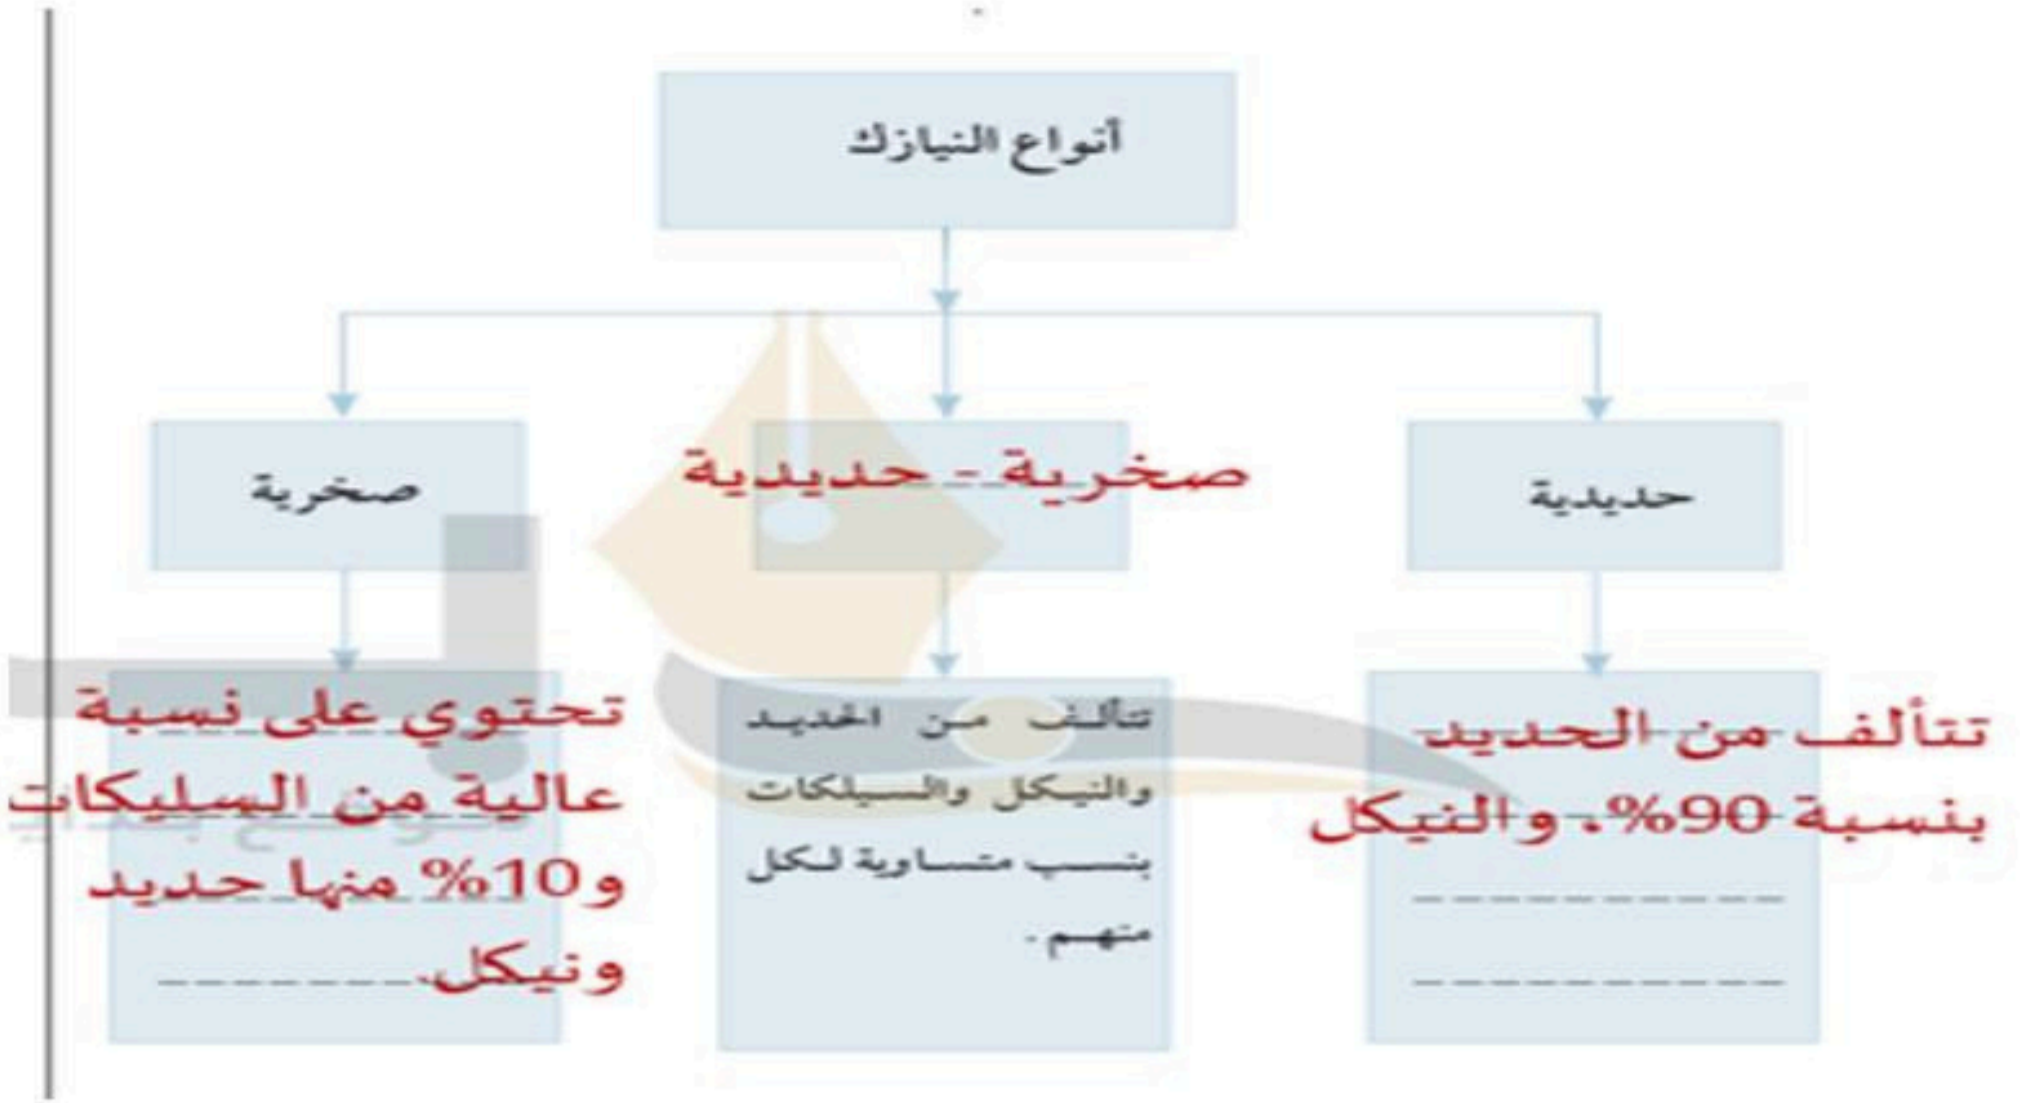 أنواع النيازك
حديدية
صخرية - حديدية
صخرية
تتألف من الحديد
بنسبة 90%، والنيكل
تتألف من الحديد
والنيكل والسيلكات
بنسب متساوية لكل
منهم.
تحتوي على نسبة
عالية من السليكات
و10% منها حديد
ونيكل.